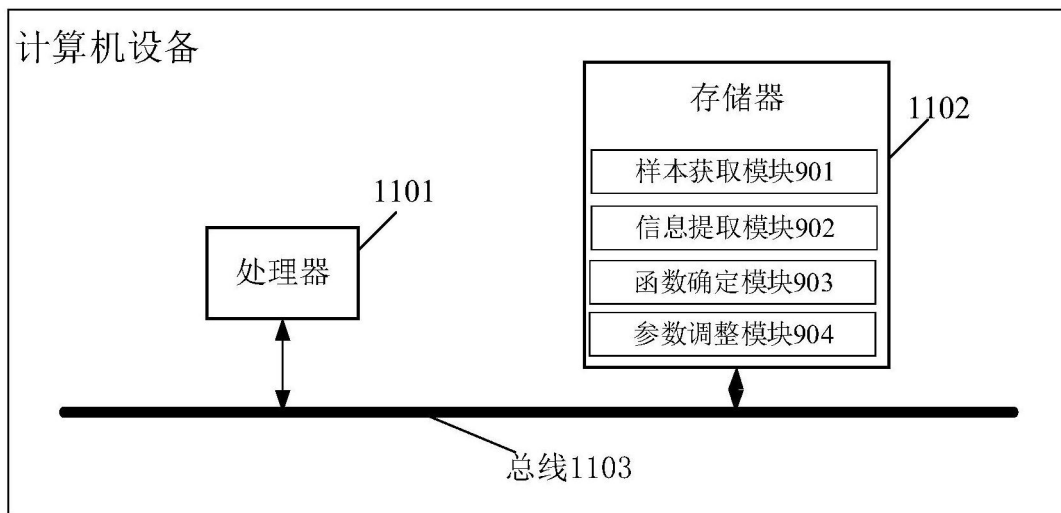 计算机设备
存储器
1102
样本获取模块901
1101
信息提取模块902
处理器
函数确定模块903
参数调整模块904
总线1103